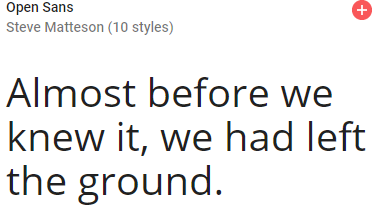 Open Sans
Steve Matteson (10 styles)
Almost before we
knew it, we had left
the ground.